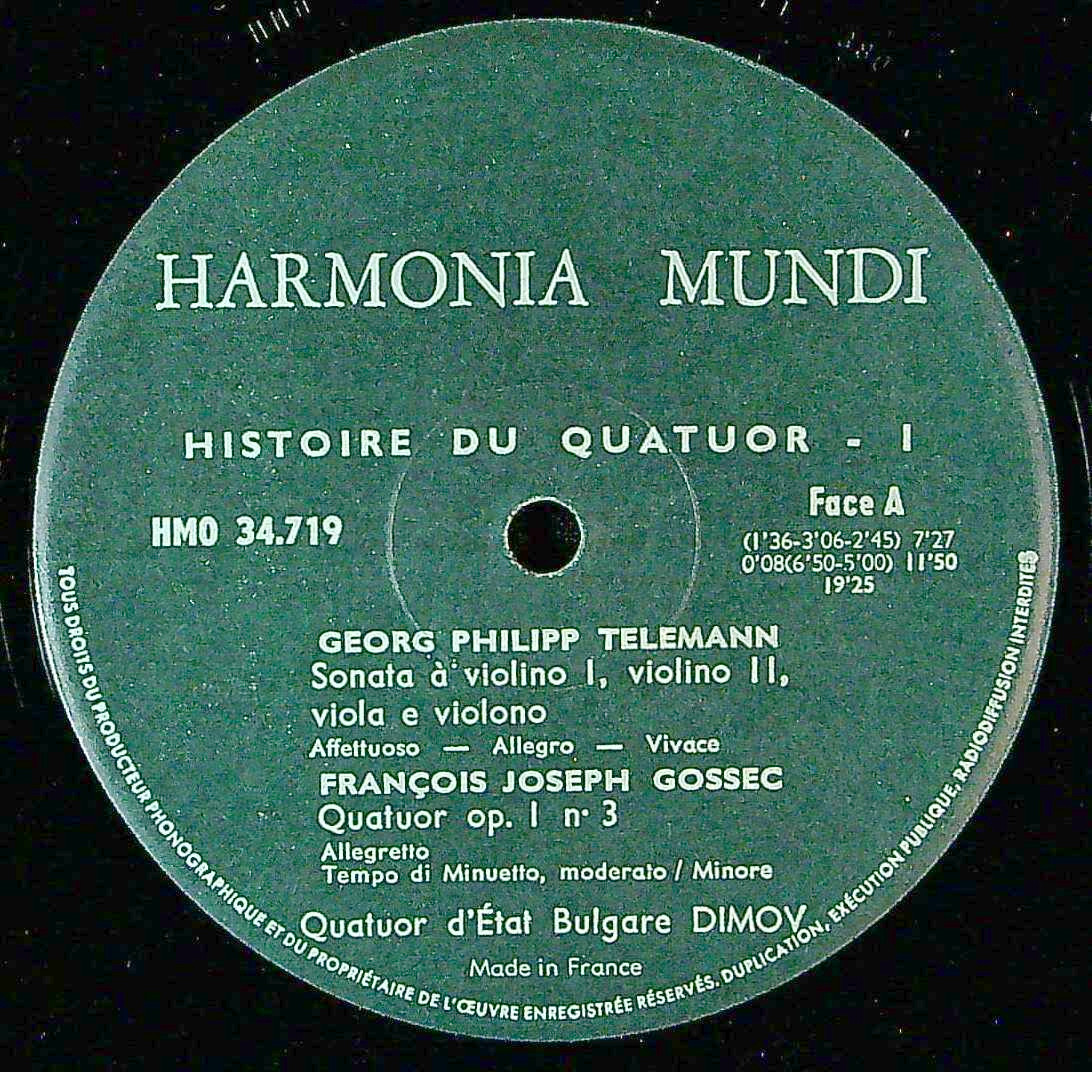 HARMONIA MUNDI
HISTOIRE DU QUATUOR - I
HMO 34.719
Face A
(1'36-3'06-2'45) 7'27
0'08(6'50-5'00) 11'50
19'25
GEORG PHILIPP TELEMANN
Sonata à violino I, violino II,
viola e violono
Affettuoso — Allegro — Vivace
FRANÇOIS JOSEPH GOSSEC
Quatuor op. 1 n• 3
Allegretto
Tempo di Minuetto, moderato / Minore
Quatuor d'État Bulgare DIMOV
Made in France
TOUS DROITS DU PRODUCTEUR PHONOGRAPHIQUE ET DU PROPRIÉTAIRE DE L'ŒUVRE ENREGISTRÉE RÉSERVÉS. DUPLICATION, EXÉCUTION PUBLIQUE, RADIODIFFUSION INTERDITES